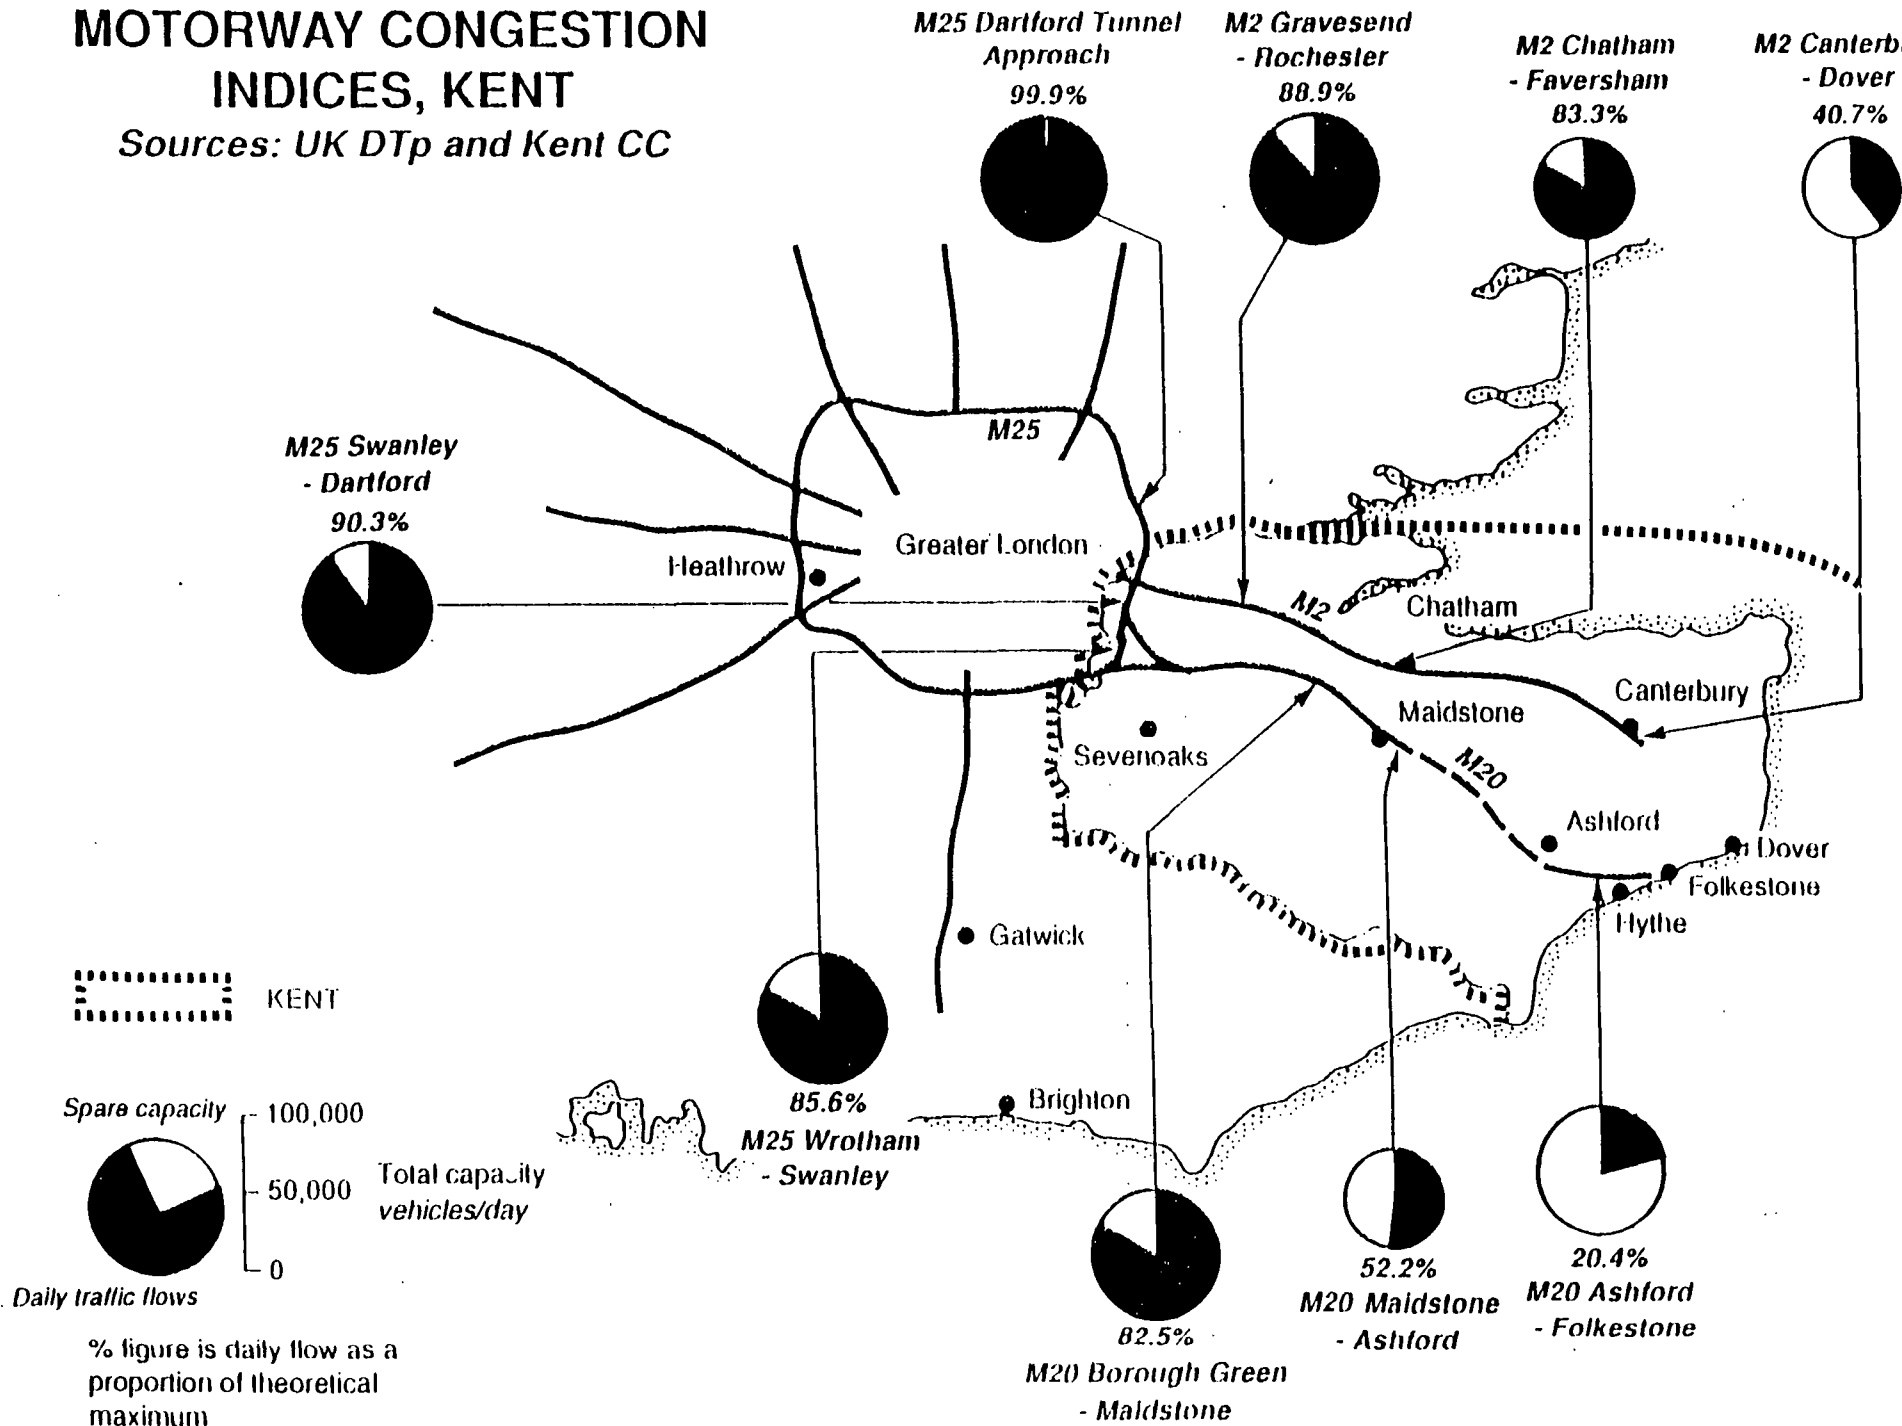 MOTORWAY CONGESTION
INDICES, KENT
Sources: UK DTp and Kent CC
M25 Dartford Tunnel
Approach
99.9%
M2 Gravesend
- Rochester
88.9%
M2 Chatham
- Faversham
83.3%
M2 Canterb
- Dover
40.7%
M25 Swanley
- Dartford
90.3%
M25
Greater London
Heathrow
M2
Chatham
Canterbury
Maidstone
Sevenoaks
M20
Ashford
Dover
Folkestone
Hythe
Gatwick
KENT
Brighton
85.6%
M25 Wrotham
- Swanley
Spare capacity
100,000
50,000
0
Total capacity
vehicles/day
Daily traffic flows
% figure is daily flow as a
proportion of theoretical
maximum
82.5%
M20 Borough Green
- Maidstone
52.2%
M20 Maidstone
- Ashford
20.4%
M20 Ashford
- Folkestone